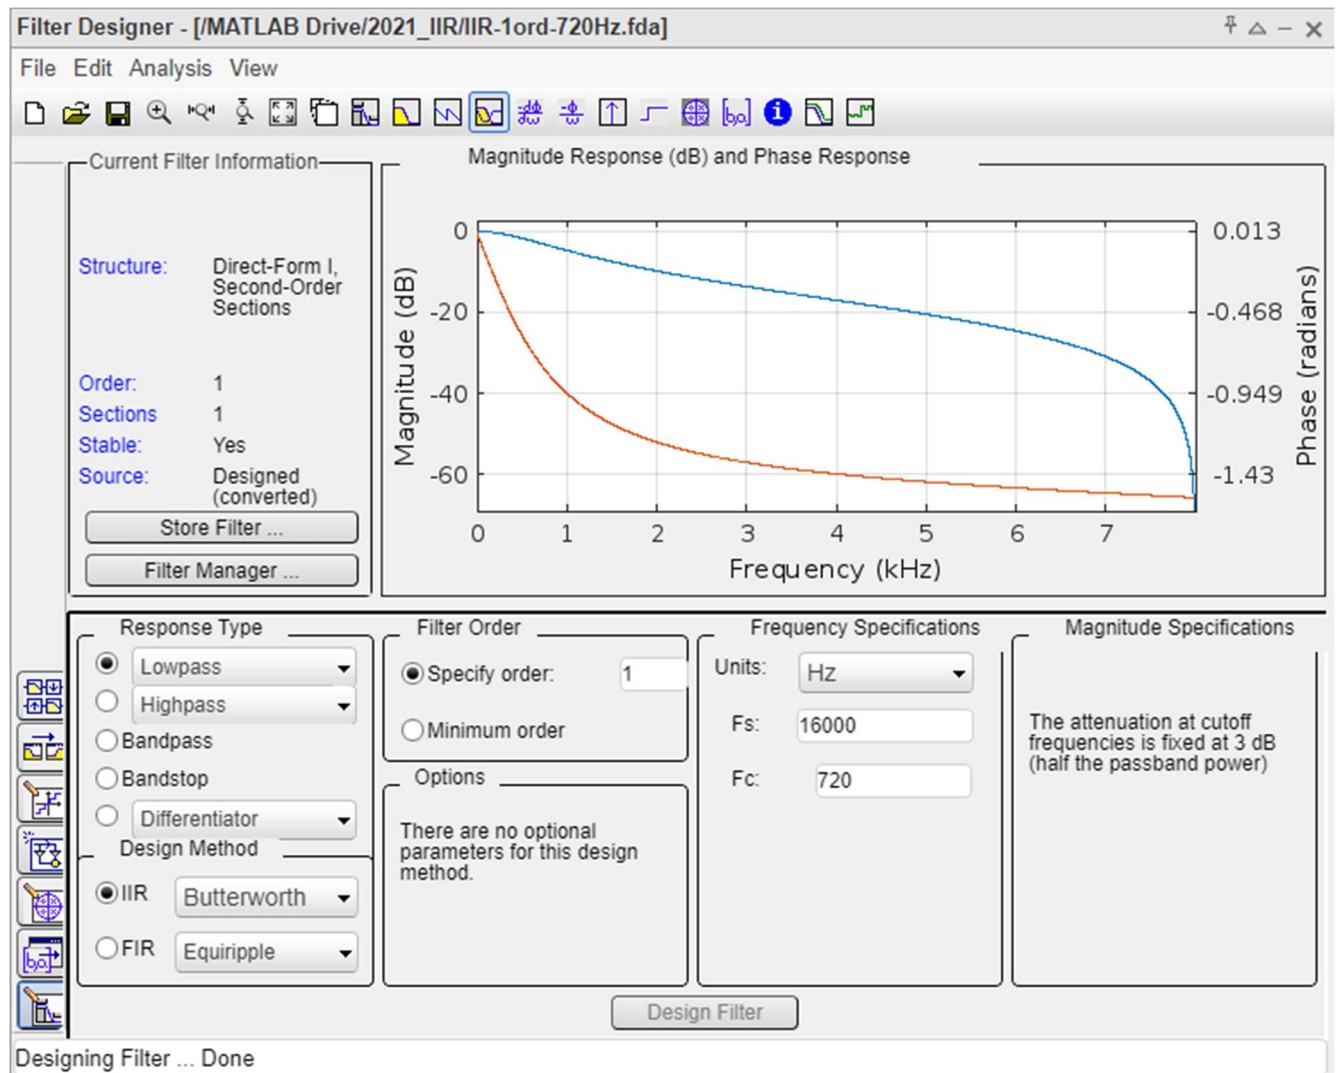 Filter Designer - [/MATLAB Drive/2021_IIR/IIR-1ord-720Hz.fda]
File Edit Analysis View
Current Filter Information
Structure: Direct-Form I,
Second-Order
Sections
Order: 1
Sections 1
Stable: Yes
Source: Designed
(converted)
Store Filter ...
Filter Manager ...
Magnitude Response (dB) and Phase Response
Magnitude (dB)
0
-20
-40
-60
0.013
-0.468
-0.949
-1.43
Phase (radians)
0 1 2 3 4 5 6 7
Frequency (kHz)
Response Type
Lowpass
Highpass
Bandpass
Bandstop
Differentiator
Design Method
IIR Butterworth
FIR Equiripple
Filter Order
Specify order: 1
Minimum order
Options
There are no optional
parameters for this design
method.
Frequency Specifications
Units: Hz
Fs: 16000
Fc: 720
Magnitude Specifications
The attenuation at cutoff
frequencies is fixed at 3 dB
(half the passband power)
Design Filter
Designing Filter ... Done